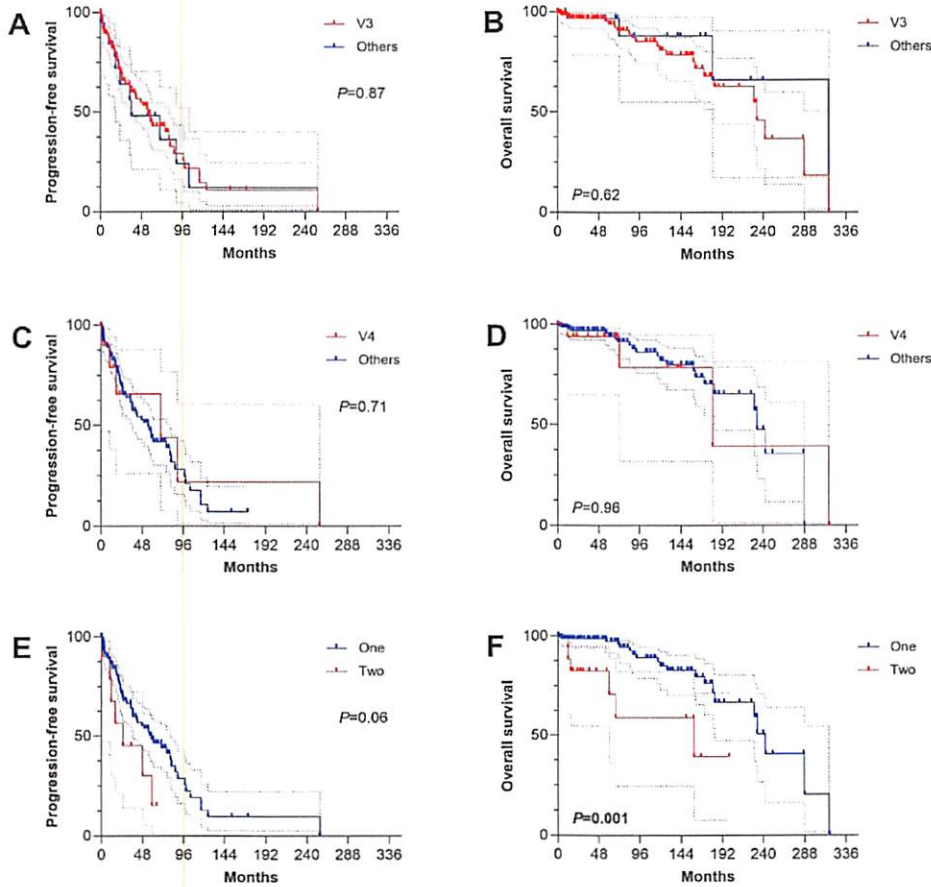 A
Progression-free survival
100
50
0
0 48 96 144 192 240 288 336
Months
V3
Others
P=0.87
B
Overall survival
100
50
0
0 48 96 144 192 240 288 336
Months
V3
Others
P=0.62
C
Progression-free survival
100
50
0
0 48 96 144 192 240 288 336
Months
V4
Others
P=0.71
D
Overall survival
100
50
0
0 48 96 144 192 240 288 336
Months
V4
Others
P=0.96
E
Progression-free survival
100
50
0
0 48 96 144 192 240 288 336
Months
One
Two
P=0.06
F
Overall survival
100
50
0
0 48 96 144 192 240 288 336
Months
One
Two
P=0.001